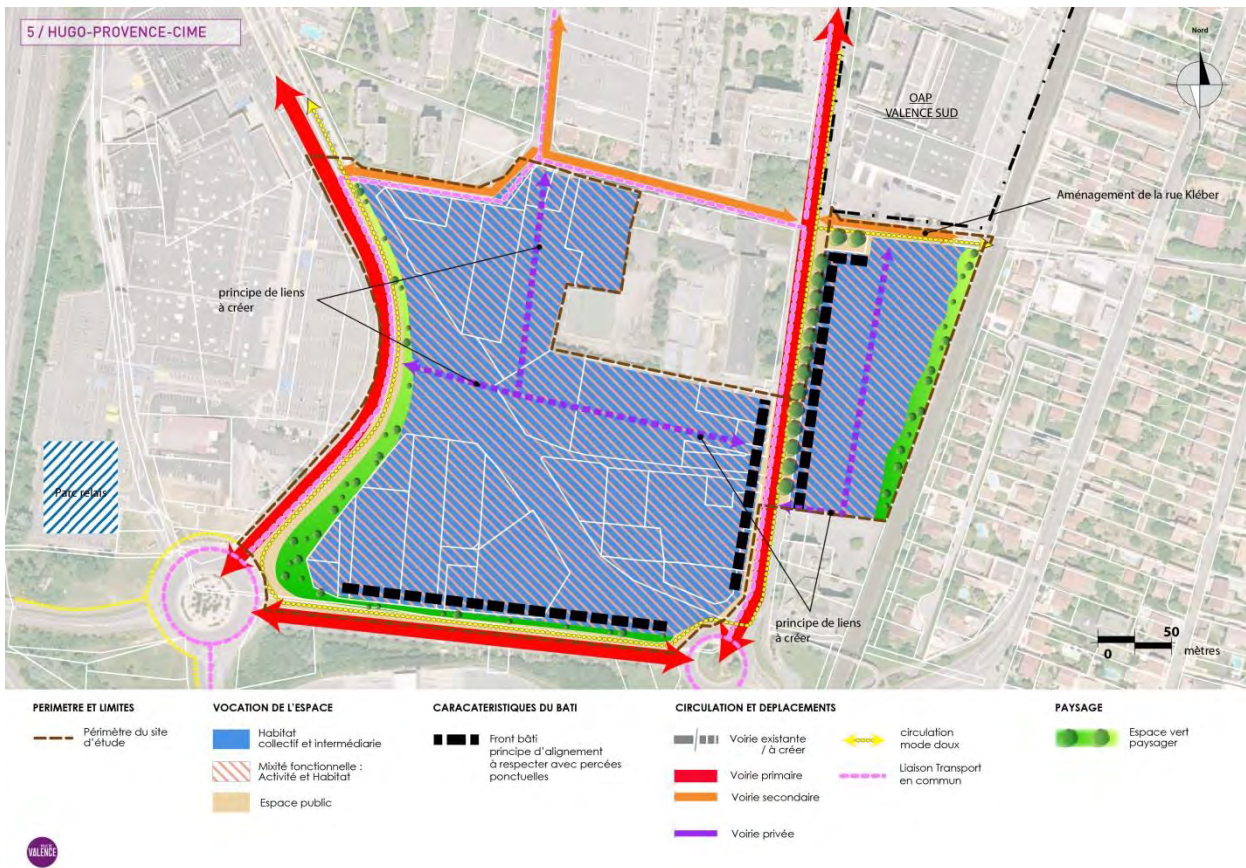 5 / HUGO-PROVENCE-CIME
Nord
OAP
VALENCE SUD
Aménagement de la rue Kléber
principe de liens
à créer
Parc relais
principe de liens
à créer
50
0
mètres
PERIMETRE ET LIMITES
Périmètre du site
d'étude
VOCATION DE L'ESPACE
Habitat
collectif et intermédiarie
Mixité fonctionnelle :
Activité et Habitat
Espace public
CARACATERISTIQUES DU BATI
Front bâti
principe d'alignement
à respecter avec percées
ponctuelles
CIRCULATION ET DEPLACEMENTS
Voirie existante
/ à créer
Voirie primaire
Voirie secondaire
Voirie privée
circulation
mode doux
Liaison Transport
en commun
PAYSAGE
Espace vert
paysager
VALENCE